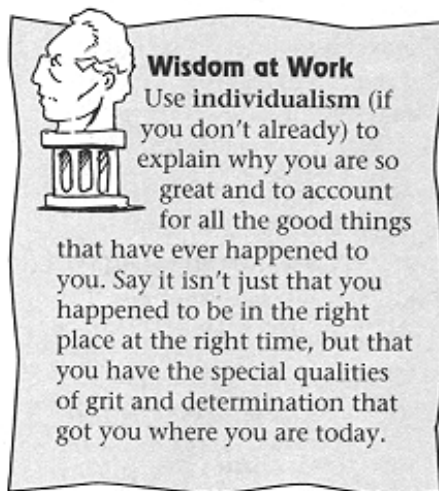 Wisdom at Work
Use individualism (if
you don't already) to
explain why you are so
great and to account
for all the good things
that have ever happened to
you. Say it isn't just that you
happened to be in the right
place at the right time, but that
you have the special qualities
of grit and determination that
got you where you are today.